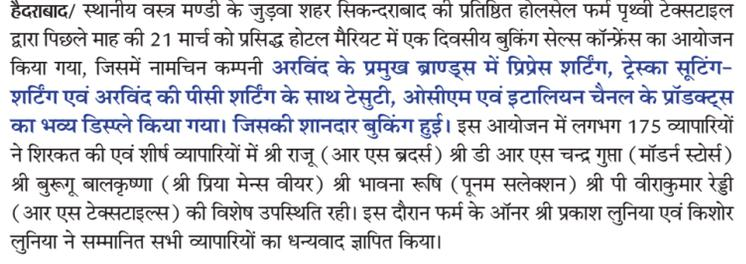 हैदराबाद/ स्थानीय वस्त्र मण्डी के जुड़वा शहर सिकन्दराबाद की प्रतिष्ठित होलसेल फर्म पृथ्वी टेक्सटाइल
द्वारा पिछले माह की 21 मार्च को प्रसिद्ध होटल मैरियट में एक दिवसीय बुकिंग सेल्स कॉन्फ्रेंस का आयोजन
किया गया, जिसमें नामचिन कम्पनी अरविंद के प्रमुख ब्राण्ड्स में प्रिप्रेस शर्टिंग, ट्रेस्का सूटिंग-
शर्टिंग एवं अरविंद की पीसी शर्टिंग के साथ टेसुटी, ओसीएम एवं इटालियन चैनल के प्रॉडक्ट्स
का भव्य डिस्प्ले किया गया। जिसकी शानदार बुकिंग हुई। इस आयोजन में लगभग 175 व्यापारियों
ने शिरकत की एवं शीर्ष व्यापारियों में श्री राजू (आर एस ब्रदर्स) श्री डी आर एस चन्द्र गुप्ता (मॉडर्न स्टोर्स)
श्री बुरूगू बालकृष्णा (श्री प्रिया मेन्स वीयर) श्री भावना रूषि (पूनम सलेक्शन) श्री पी वीराकुमार रेड्डी
(आर एस टेक्सटाइल्स) की विशेष उपस्थिति रही। इस दौरान फर्म के ऑनर श्री प्रकाश लुनिया एवं किशोर
लुनिया ने सम्मानित सभी व्यापारियों का धन्यवाद ज्ञापित किया।